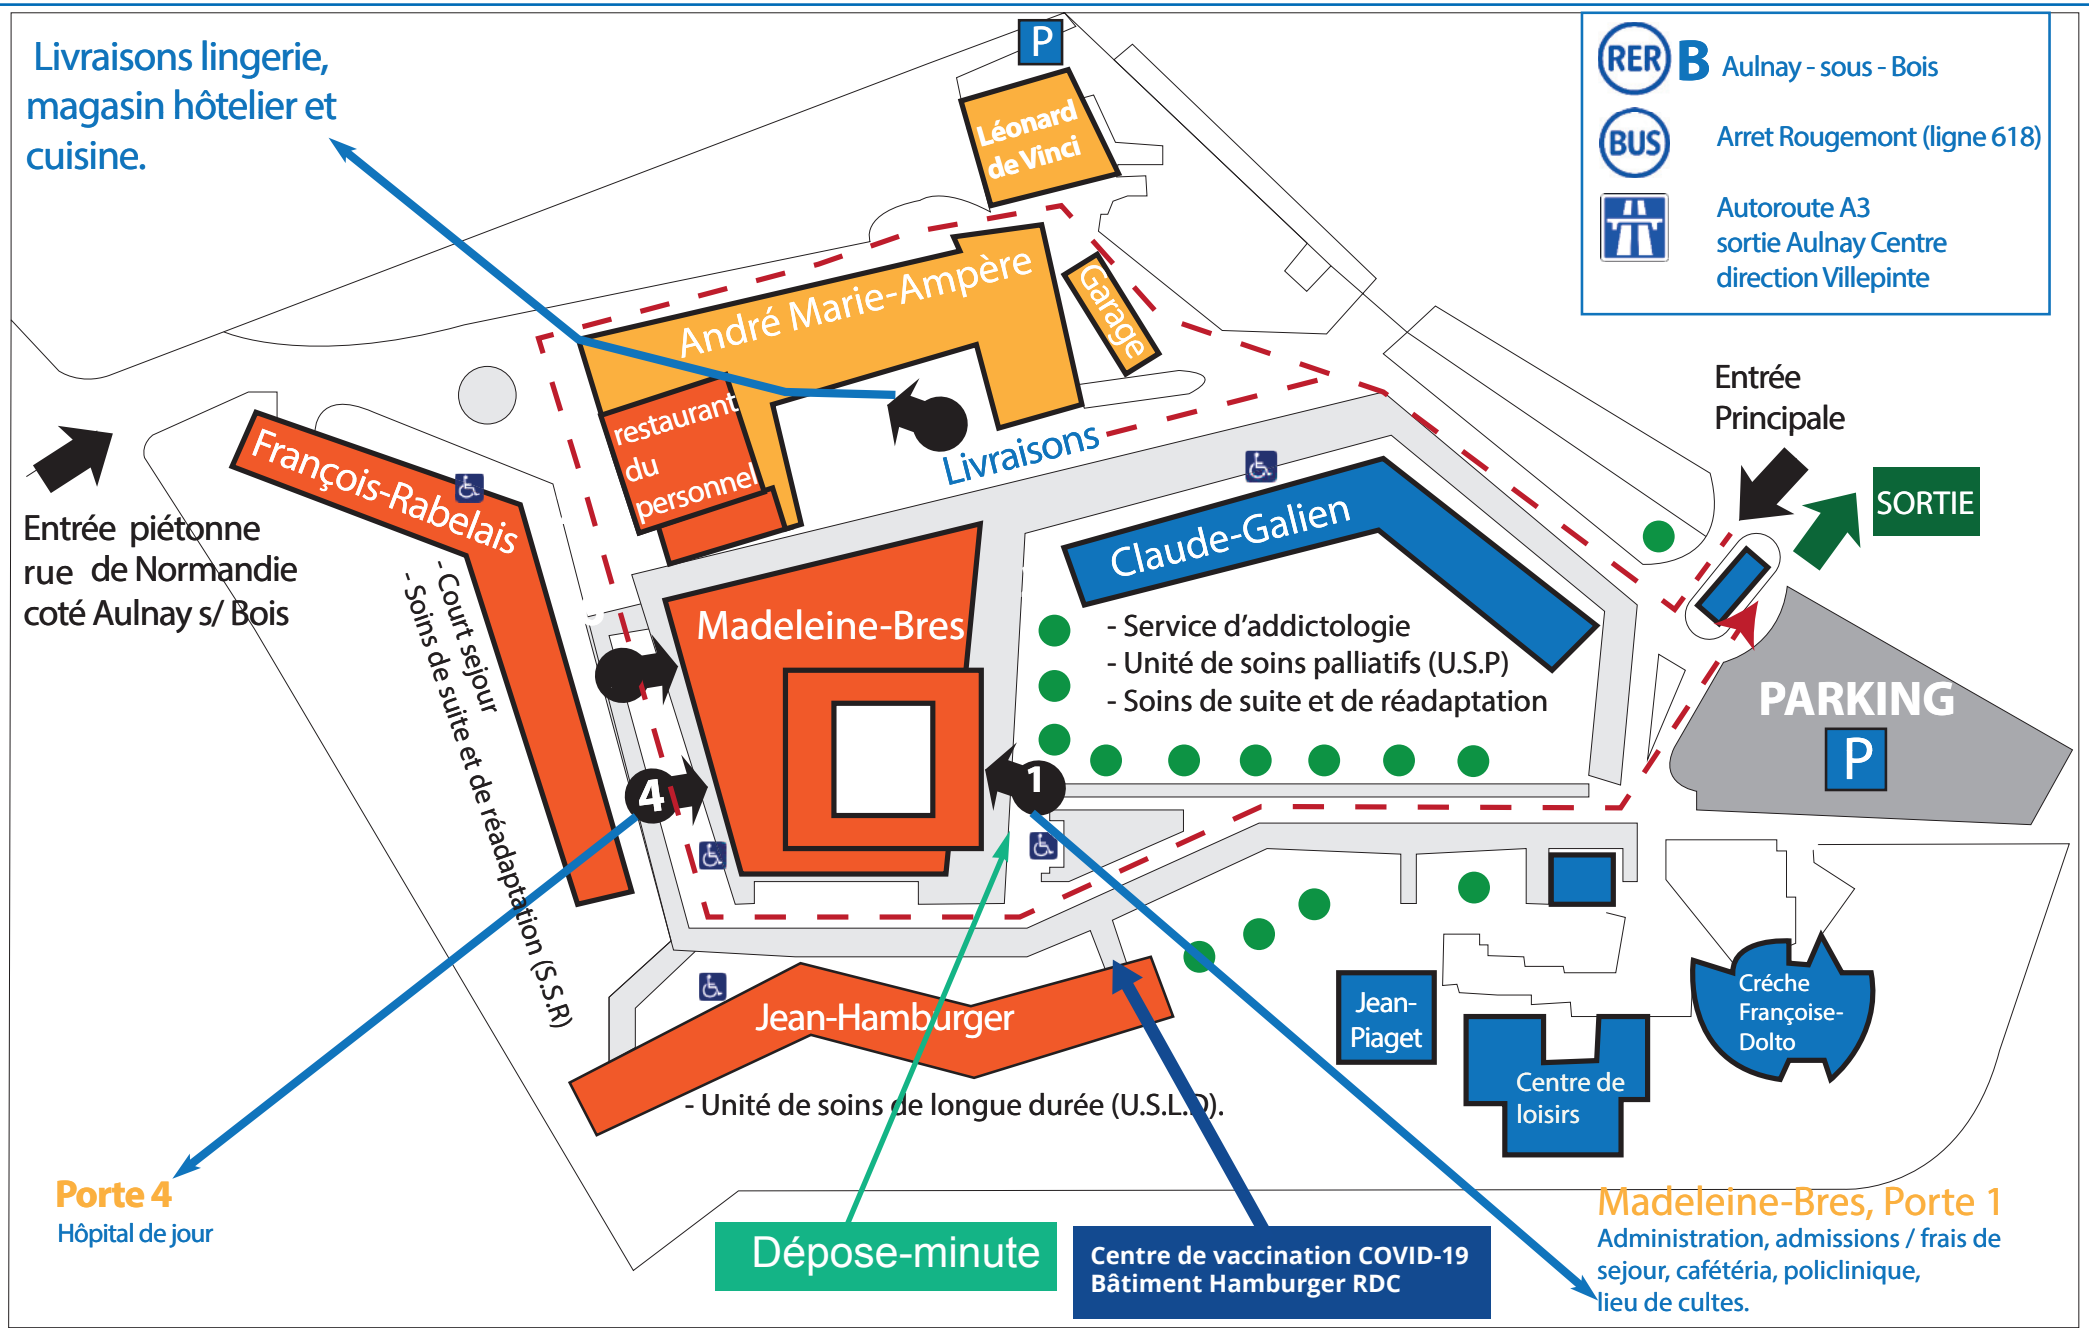 Livraisons lingerie,
magasin hôtelier et
cuisine.
P
Léonard
de Vinci
RER B Aulnay - sous - Bois
BUS Arret Rougemont (ligne 618)
Autoroute A3
sortie Aulnay Centre
direction Villepinte
André Marie-Ampère
Garage
restaurant
du
personnel
Livraisons
Entrée
Principale
SORTIE
François-Rabelais
Entrée piétonne
rue de Normandie
coté Aulnay s/ Bois
- Court sejour
- Soins de suite et de réadaptation (S.S.R)
Claude-Galien
- Service d'addictologie
- Unité de soins palliatifs (U.S.P)
- Soins de suite et de réadaptation
Madeleine-Bres
PARKING
P
4
1
Jean-Hamburger
- Unité de soins de longue durée (U.S.L.D).
Jean-
Piaget
Centre de
loisirs
Créche
Françoise-
Dolto
Porte 4
Hôpital de jour
Dépose-minute
Centre de vaccination COVID-19
Bâtiment Hamburger RDC
Madeleine-Bres, Porte 1
Administration, admissions / frais de
sejour, cafétéria, policlinique,
lieu de cultes.